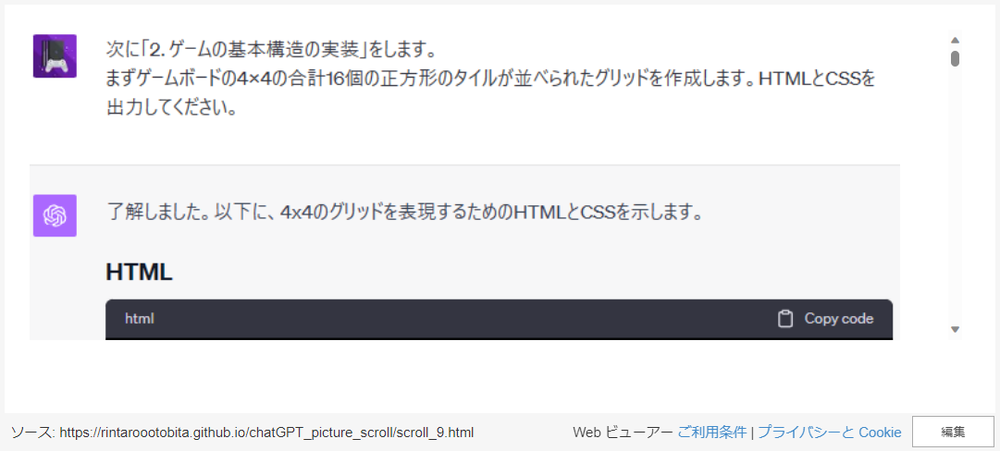 次に「2. ゲームの基本構造の実装」をします。
まずゲームボードの4×4の合計16個の正方形のタイルが並べられたグリッドを作成します。HTMLとCSSを
出力してください。
了解しました。以下に、4x4のグリッドを表現するためのHTMLとCSSを示します。
HTML
html Copy code
ソース: https://rintaroootobita.github.io/chatGPT_picture_scroll/scroll_9.html Web ビューアー ご利用条件 | プライバシーと Cookie 編集